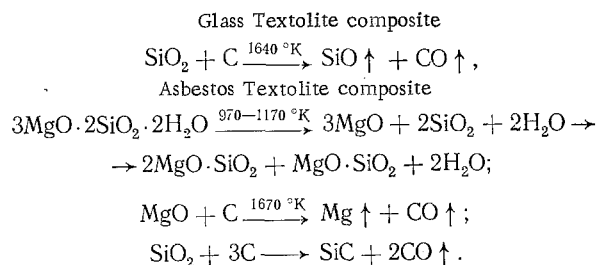 Glass Textolite composite
SiO₂ + C 1640 °K ⟶ SiO ↑ + CO ↑ ,
Asbestos Textolite composite
3MgO · 2SiO₂ · 2H₂O 970—1170 °K ⟶ 3MgO + 2SiO₂ + 2H₂O →
→ 2MgO · SiO₂ + MgO · SiO₂ + 2H₂O;
MgO + C 1670 °K ⟶ Mg ↑ + CO ↑ ;
SiO₂ + 3C ⟶ SiC + 2CO ↑ .